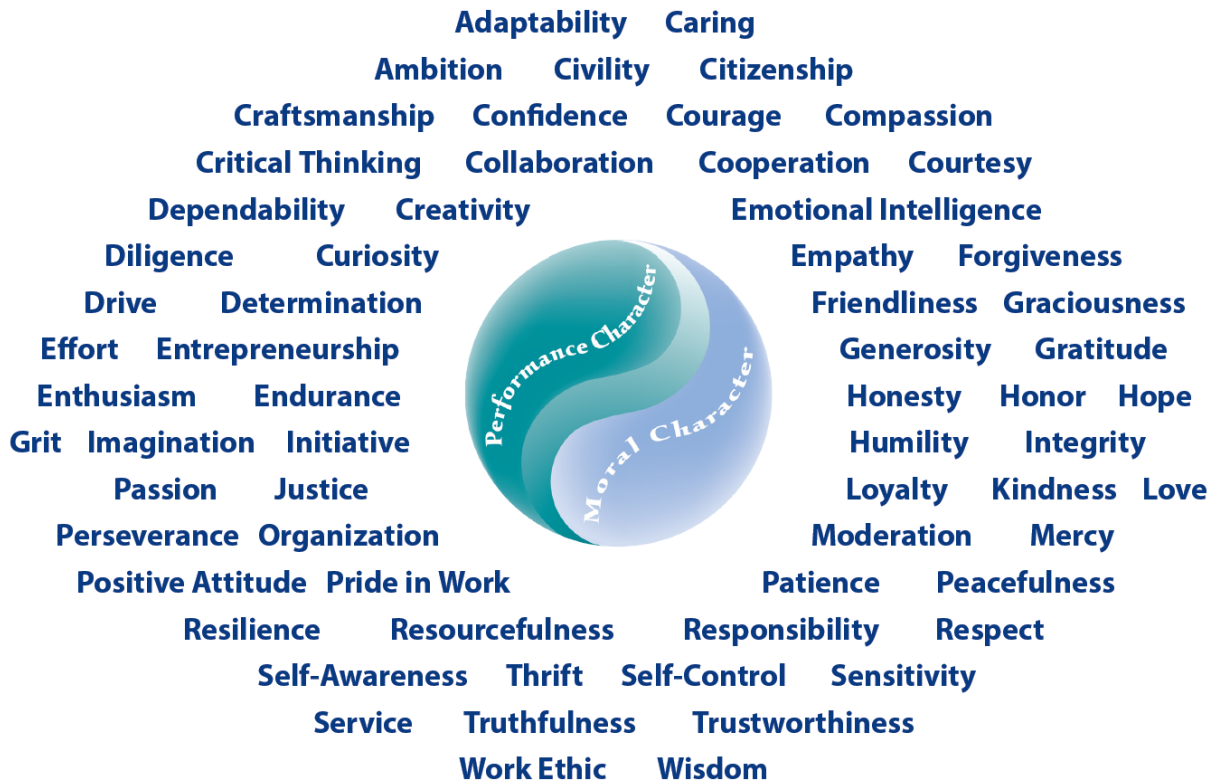 Adaptability Caring
Ambition Civility Citizenship
Craftsmanship Confidence Courage Compassion
Critical Thinking Collaboration Cooperation Courtesy
Dependability Creativity Emotional Intelligence
Diligence Curiosity Empathy Forgiveness
Drive Determination Friendliness Graciousness
Effort Entrepreneurship Generosity Gratitude
Enthusiasm Endurance Honesty Honor Hope
Grit Imagination Initiative Humility Integrity
Passion Justice Loyalty Kindness Love
Perseverance Organization Moderation Mercy
Positive Attitude Pride in Work Patience Peacefulness
Resilience Resourcefulness Responsibility Respect
Self-Awareness Thrift Self-Control Sensitivity
Service Truthfulness Trustworthiness
Work Ethic Wisdom
Performance Character
Moral Character